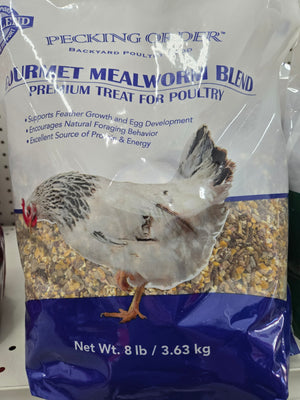 PECKING ORDER™
BACKYARD POULTRY
GOURMET MEALWORM BLEND
PREMIUM TREAT FOR POULTRY
•Supports Feather Growth and Egg Development
•Encourages Natural Foraging Behavior
•Excellent Source of Protein & Energy
Net Wt. 8 lb / 3.63 kg